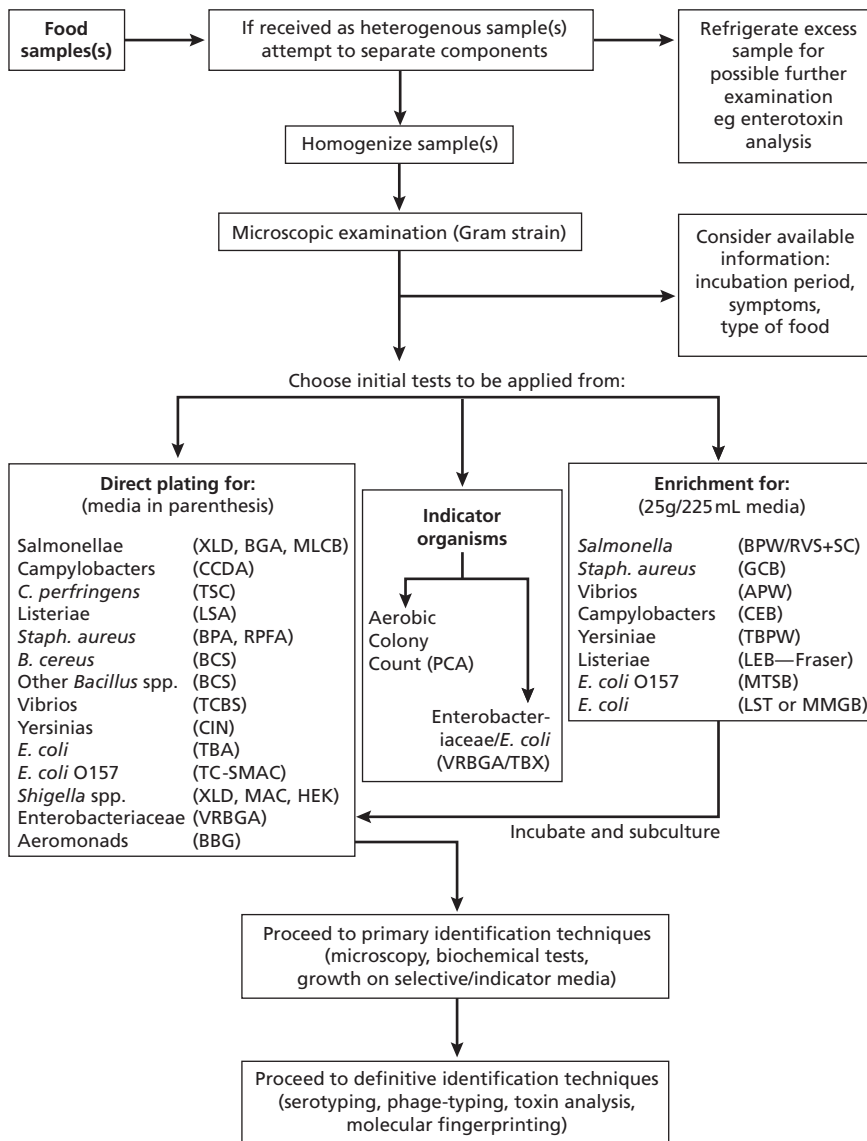 Food
samples(s)
If received as heterogenous sample(s)
attempt to separate components
Refrigerate excess
sample for
possible further
examination
eg enterotoxin
analysis
Homogenize sample(s)
Microscopic examination (Gram strain)
Consider available
information:
incubation period,
symptoms,
type of food
Choose initial tests to be applied from:
Direct plating for:
(media in parenthesis)
Salmonellae (XLD, BGA, MLCB)
Campylobacters (CCDA)
C. perfringens (TSC)
Listeriae (LSA)
Staph. aureus (BPA, RPFA)
B. cereus (BCS)
Other Bacillus spp. (BCS)
Vibrios (TCBS)
Yersinias (CIN)
E. coli (TBA)
E. coli O157 (TC-SMAC)
Shigella spp. (XLD, MAC, HEK)
Enterobacteriaceae (VRBGA)
Aeromonads (BBG)
Indicator
organisms
Aerobic
Colony
Count (PCA)
Enterobacter-
iaceae/E. coli
(VRBGA/TBX)
Enrichment for:
(25g/225 mL media)
Salmonella (BPW/RVS+SC)
Staph. aureus (GCB)
Vibrios (APW)
Campylobacters (CEB)
Yersiniae (TBPW)
Listeriae (LEB—Fraser)
E. coli O157 (MTSB)
E. coli (LST or MMGB)
Incubate and subculture
Proceed to primary identification techniques
(microscopy, biochemical tests,
growth on selective/indicator media)
Proceed to definitive identification techniques
(serotyping, phage-typing, toxin analysis,
molecular fingerprinting)